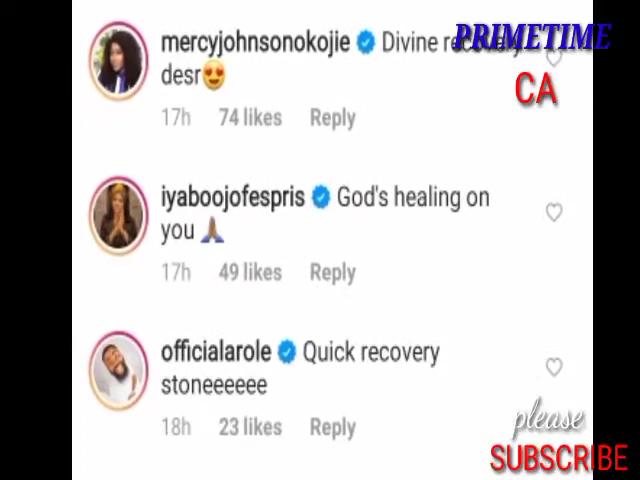 PRIMETIME
CA
mercyjohnsonokojie Divine
desr😍
17h 74 likes Reply
iyaboojofespris God's healing on
you 🙏🏽
17h 49 likes Reply
officialarole Quick recovery
stoneeeeee
18h 23 likes Reply
please
SUBSCRIBE